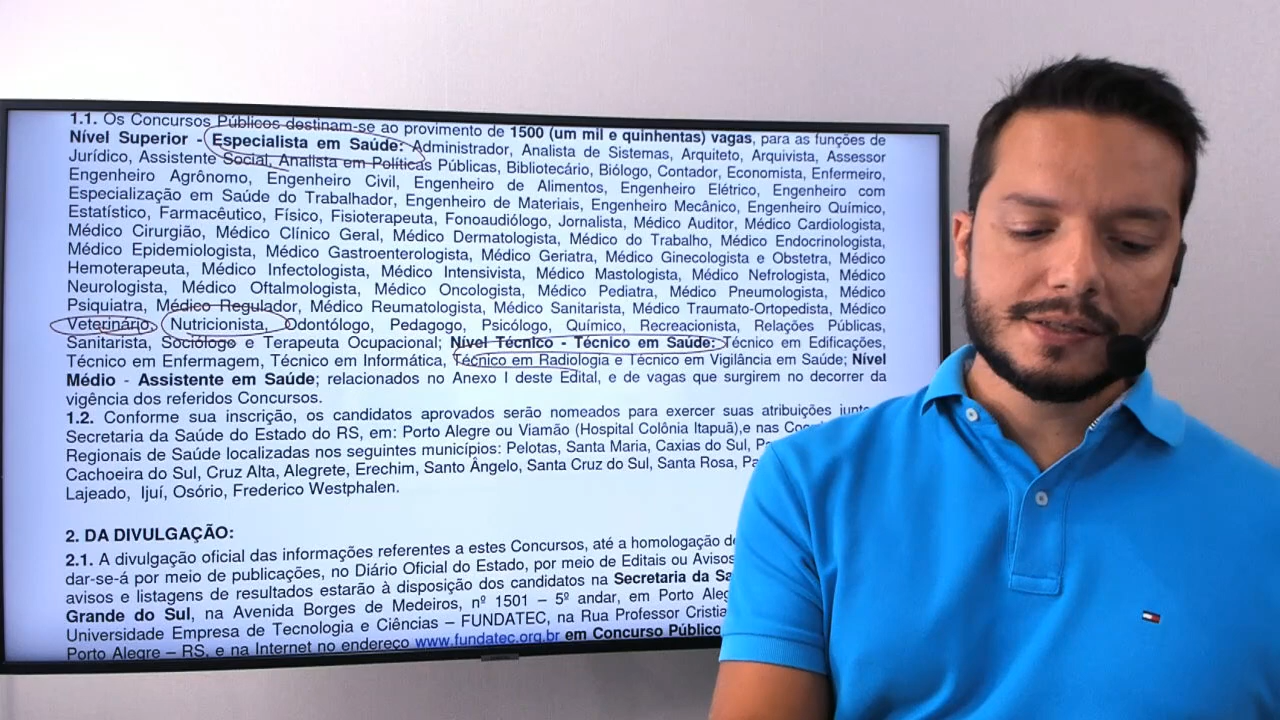 1.1. Os Concursos Públicos destinam-se ao provimento de 1500 (um mil e quinhentas) vagas, para as funções de
Nível Superior - Especialista em Saúde: Administrador, Analista de Sistemas, Arquiteto, Arquivista, Assessor
Jurídico, Assistente Social, Analista em Políticas Públicas, Bibliotecário, Biólogo, Contador, Economista, Enfermeiro,
Engenheiro Agrônomo, Engenheiro Civil, Engenheiro de Alimentos, Engenheiro Elétrico, Engenheiro com
Especialização em Saúde do Trabalhador, Engenheiro de Materiais, Engenheiro Mecânico, Engenheiro Químico,
Estatístico, Farmacêutico, Físico, Fisioterapeuta, Fonoaudiólogo, Jornalista, Médico Auditor, Médico Cardiologista,
Médico Cirurgião, Médico Clínico Geral, Médico Dermatologista, Médico do Trabalho, Médico Endocrinologista,
Médico Epidemiologista, Médico Gastroenterologista, Médico Geriatra, Médico Ginecologista e Obstetra, Médico
Hemoterapeuta, Médico Infectologista, Médico Intensivista, Médico Mastologista, Médico Nefrologista, Médico
Neurologista, Médico Oftalmologista, Médico Oncologista, Médico Pediatra, Médico Pneumologista, Médico
Psiquiatra, Médico Regulador, Médico Reumatologista, Médico Sanitarista, Médico Traumato-Ortopedista, Médico
Veterinário, Nutricionista, Odontólogo, Pedagogo, Psicólogo, Químico, Recreacionista, Relações Públicas,
Sanitarista, Sociólogo e Terapeuta Ocupacional; Nível Técnico - Técnico em Saúde: Técnico em Edificações,
Técnico em Enfermagem, Técnico em Informática, Técnico em Radiologia e Técnico em Vigilância em Saúde; Nível
Médio - Assistente em Saúde; relacionados no Anexo I deste Edital, e de vagas que surgirem no decorrer da
vigência dos referidos Concursos.
1.2. Conforme sua inscrição, os candidatos aprovados serão nomeados para exercer suas atribuições
Secretaria da Saúde do Estado do RS, em: Porto Alegre ou Viamão (Hospital Colônia Itapuã),e nas
Regionais de Saúde localizadas nos seguintes municípios: Pelotas, Santa Maria, Caxias do Sul,
Cachoeira do Sul, Cruz Alta, Alegrete, Erechim, Santo Ângelo, Santa Cruz do Sul, Santa Rosa,
Lajeado, Ijuí, Osório, Frederico Westphalen.
2. DA DIVULGAÇÃO:
2.1. A divulgação oficial das informações referentes a estes Concursos, até a homologação
dar-se-á por meio de publicações, no Diário Oficial do Estado, por meio de Editais ou Avisos
avisos e listagens de resultados estarão à disposição dos candidatos na Secretaria da
Grande do Sul, na Avenida Borges de Medeiros, nº 1501 – 5º andar, em Porto
Universidade Empresa de Tecnologia e Ciências – FUNDATEC, na Rua Professor
Porto Alegre – RS, e na Internet no endereço www.fundatec.org.br em Concurso Público